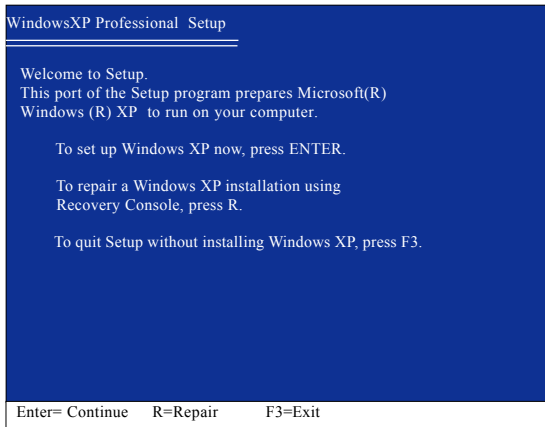 WindowsXP Professional  Setup
Welcome to Setup.
This part of the Setup program prepares Microsoft(R)
Windows (R) XP  to run on your computer.
To set up Windows XP now, press ENTER.
To repair a Windows XP installation using
Recovery Console, press R.
To quit Setup without installing Windows XP, press F3.
Enter= Continue    R=Repair    F3=Exit